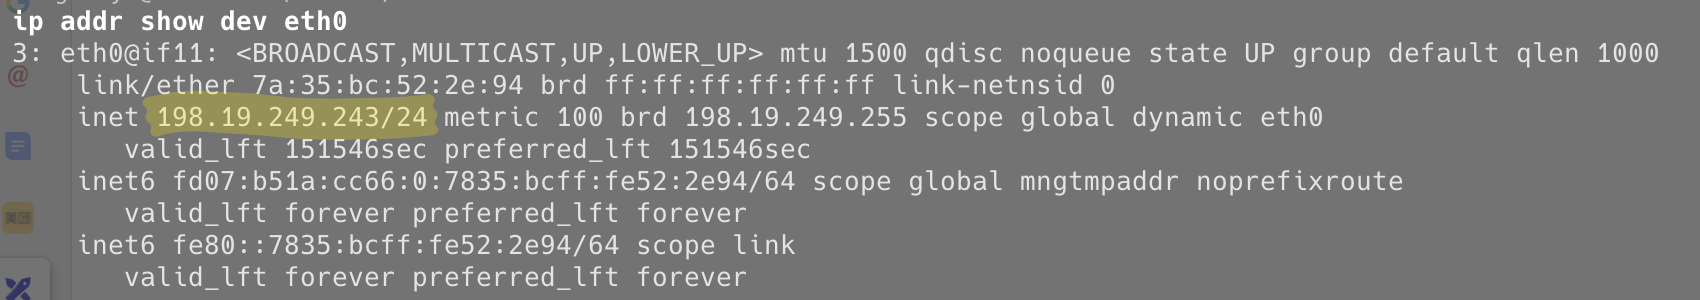 ip addr show dev eth0
3: eth0@if11: <BROADCAST,MULTICAST,UP,LOWER_UP> mtu 1500 qdisc noqueue state UP group default qlen 1000
link/ether 7a:35:bc:52:2e:94 brd ff:ff:ff:ff:ff:ff link-netnsid 0
inet 198.19.249.243/24 metric 100 brd 198.19.249.255 scope global dynamic eth0
valid_lft 151546sec preferred_lft 151546sec
inet6 fd07:b51a:cc66:0:7835:bcff:fe52:2e94/64 scope global mngtmpaddr noprefixroute
valid_lft forever preferred_lft forever
inet6 fe80::7835:bcff:fe52:2e94/64 scope link
valid_lft forever preferred_lft forever